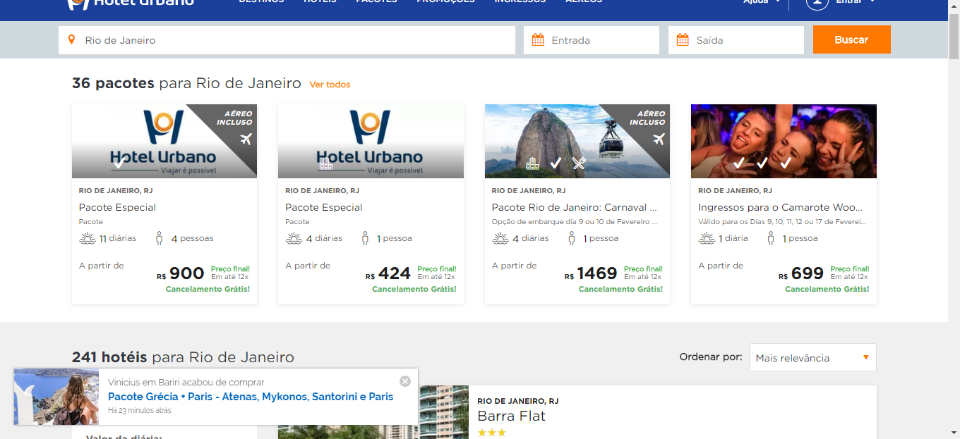 Hotel Urbano
DESTINOS HOTÉIS PACOTES PROMOÇÕES INGRESSOS AÉREOS Ajuda Entrar
Rio de Janeiro Entrada Saída Buscar
36 pacotes para Rio de Janeiro Ver todos
AÉREO
INCLUSO
Hotel Urbano
Viajar é possível
RIO DE JANEIRO, RJ
Pacote Especial
Pacote
11 diárias 4 pessoas
A partir de
R$ 900 Preço final!
Em até 12x
Cancelamento Grátis!
Hotel Urbano
Viajar é possível
RIO DE JANEIRO, RJ
Pacote Especial
Pacote
4 diárias 1 pessoa
A partir de
R$ 424 Preço final!
Em até 12x
Cancelamento Grátis!
AÉREO
INCLUSO
RIO DE JANEIRO, RJ
Pacote Rio de Janeiro: Carnaval ...
Opção de embarque dia 9 ou 10 de Fevereiro ...
4 diárias 1 pessoa
A partir de
R$ 1469 Preço final!
Em até 12x
Cancelamento Grátis!
RIO DE JANEIRO, RJ
Ingressos para o Camarote Woo...
Válido para os Dias 9, 10, 11, 12 ou 17 de Feverei...
1 diária 1 pessoa
A partir de
R$ 699 Preço final!
Em até 12x
Cancelamento Grátis!
241 hotéis para Rio de Janeiro
Ordenar por: Mais relevância
Vinicius em Bariri acabou de comprar
Pacote Grécia + Paris - Atenas, Mykonos, Santorini e Paris
Há 23 minutos atrás
Valor da diária:
RIO DE JANEIRO, RJ
Barra Flat